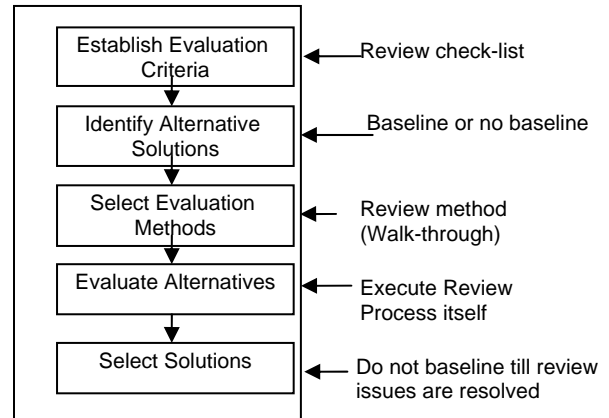 Establish Evaluation
Criteria
Review check-list
Identify Alternative
Solutions
Baseline or no baseline
Select Evaluation
Methods
Review method
(Walk-through)
Evaluate Alternatives
Execute Review
Process itself
Select Solutions
Do not baseline till review
issues are resolved